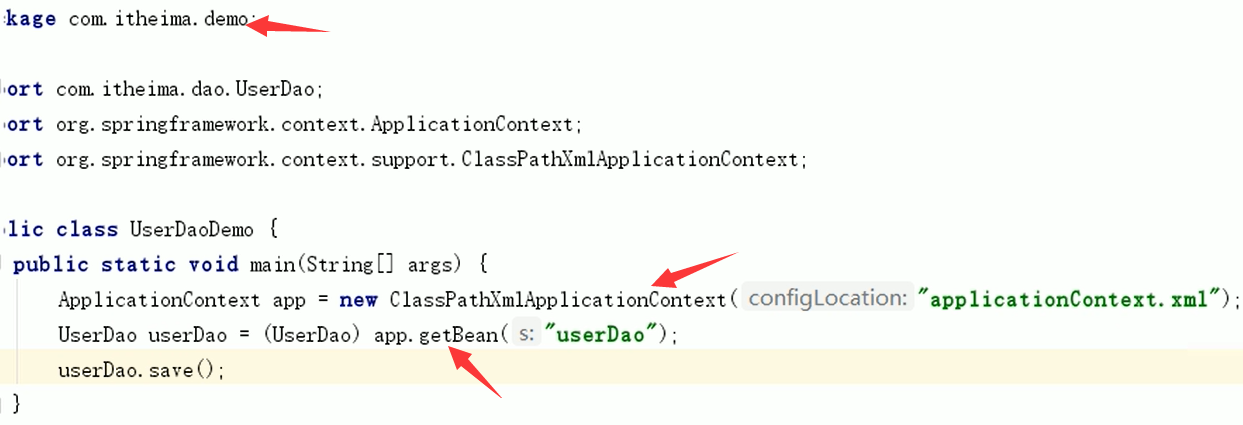 kage com.itheima.demo;
ort com.itheima.dao.UserDao;
ort org.springframework.context.ApplicationContext;
ort org.springframework.context.support.ClassPathXmlApplicationContext;
lic class UserDaoDemo {
public static void main(String[] args) {
ApplicationContext app = new ClassPathXmlApplicationContext( configLocation: "applicationContext.xml");
UserDao userDao = (UserDao) app.getBean( s: "userDao");
userDao.save();
}